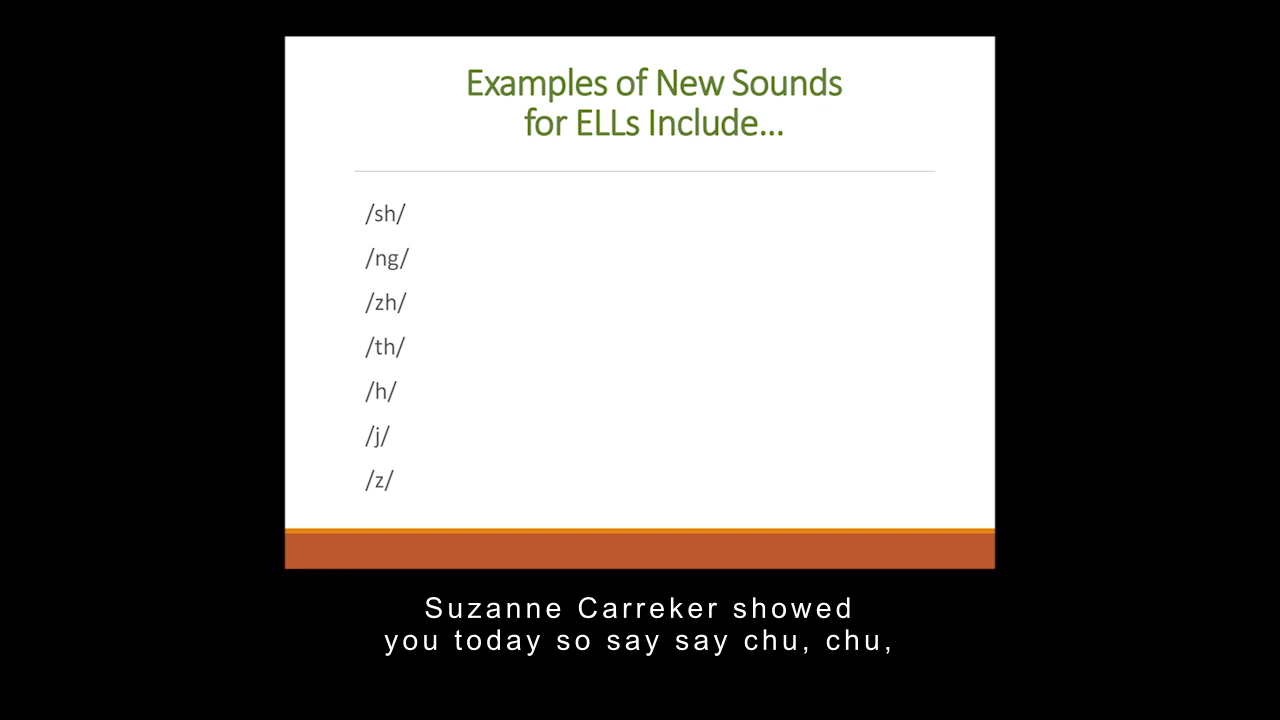 Examples of New Sounds
for ELLs Include...
/sh/
/ng/
/zh/
/th/
/h/
/j/
/z/
Suzanne Carreker showed
you today so say say chu, chu,